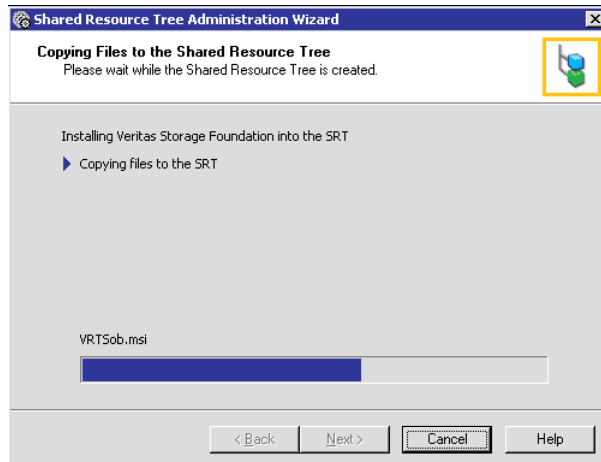 Shared Resource Tree Administration Wizard
Copying Files to the Shared Resource Tree
Please wait while the Shared Resource Tree is created.
Installing Veritas Storage Foundation into the SRT
Copying files to the SRT
VRTSob.msi
< Back Next > Cancel Help